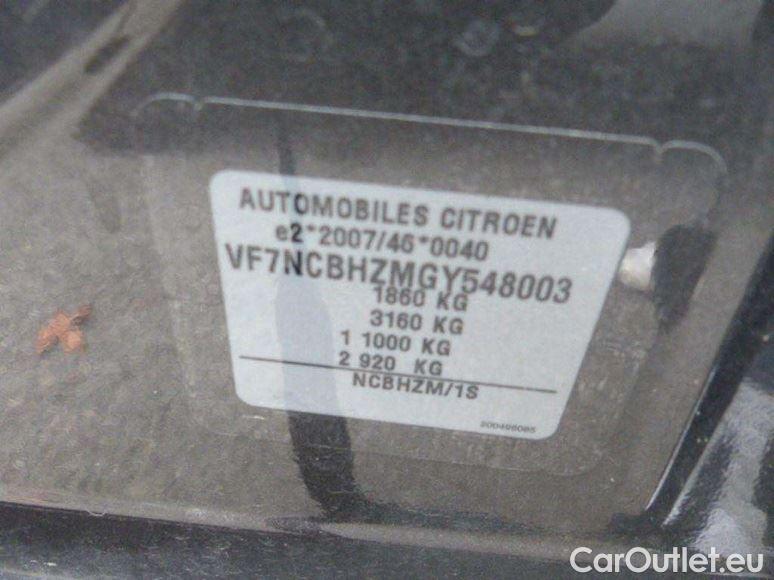 AUTOMOBILES CITROEN
e2*2007/46*0040
VF7NCBHZMGY548003
1860 KG
3160 KG
1 1000 KG
2 920 KG
NCBHZM/1S
200498085
CarOutlet.eu